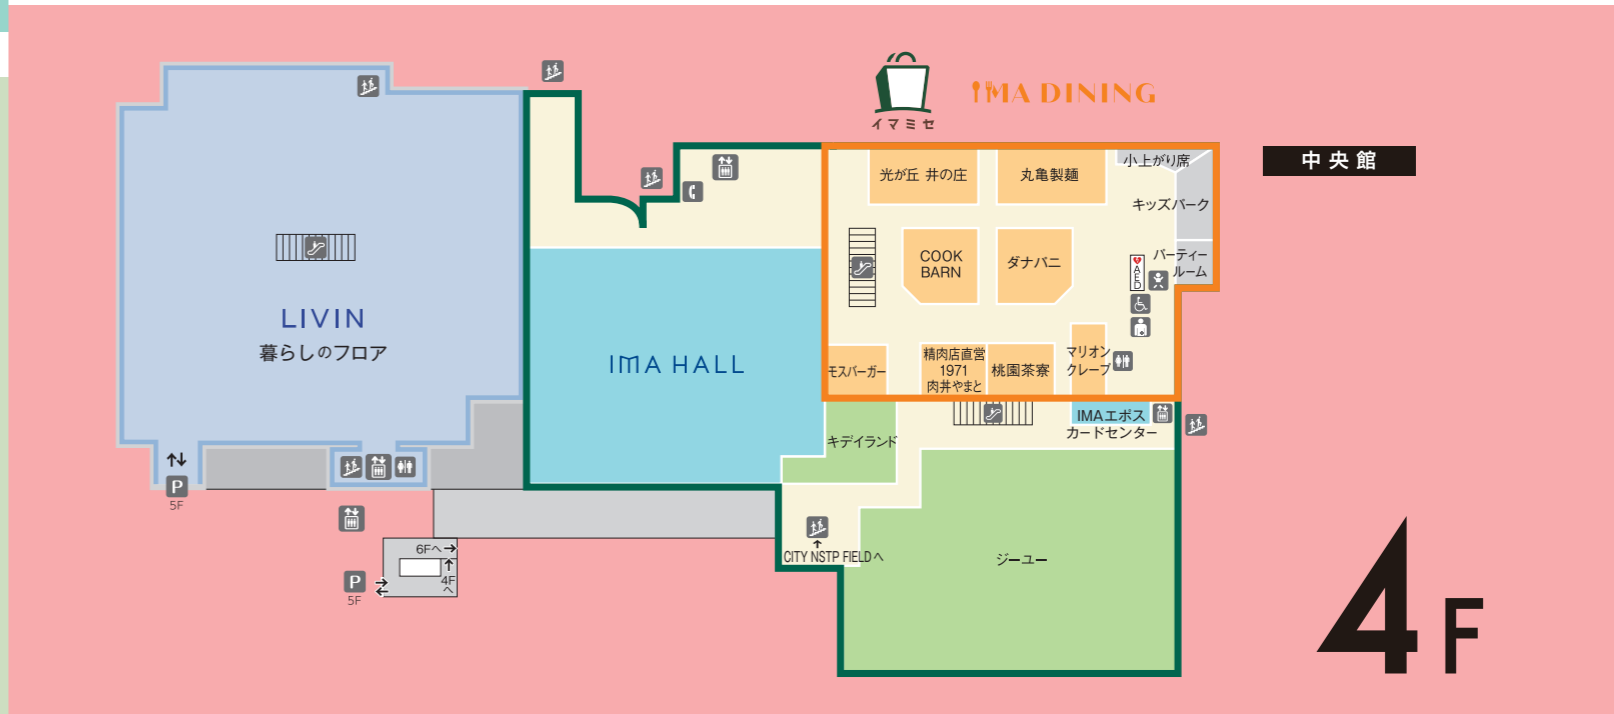 イマミセ
IMA DINING
中央館
光が丘 井の庄
丸亀製麺
小上がり席
キッズパーク
COOK
BARN
ダナパニ
パーティー
ルーム
AED
LIVIN
暮らしのフロア
IMA HALL
モスバーガー
精肉店直営
1971
肉丼やまと
桃園茶寮
マリオン
クレープ
IMAエポス
カードセンター
キデイランド
P
5F
CITY NSTP FIELDへ
ジーユー
6Fへ
4F
へ
P
5F
4F